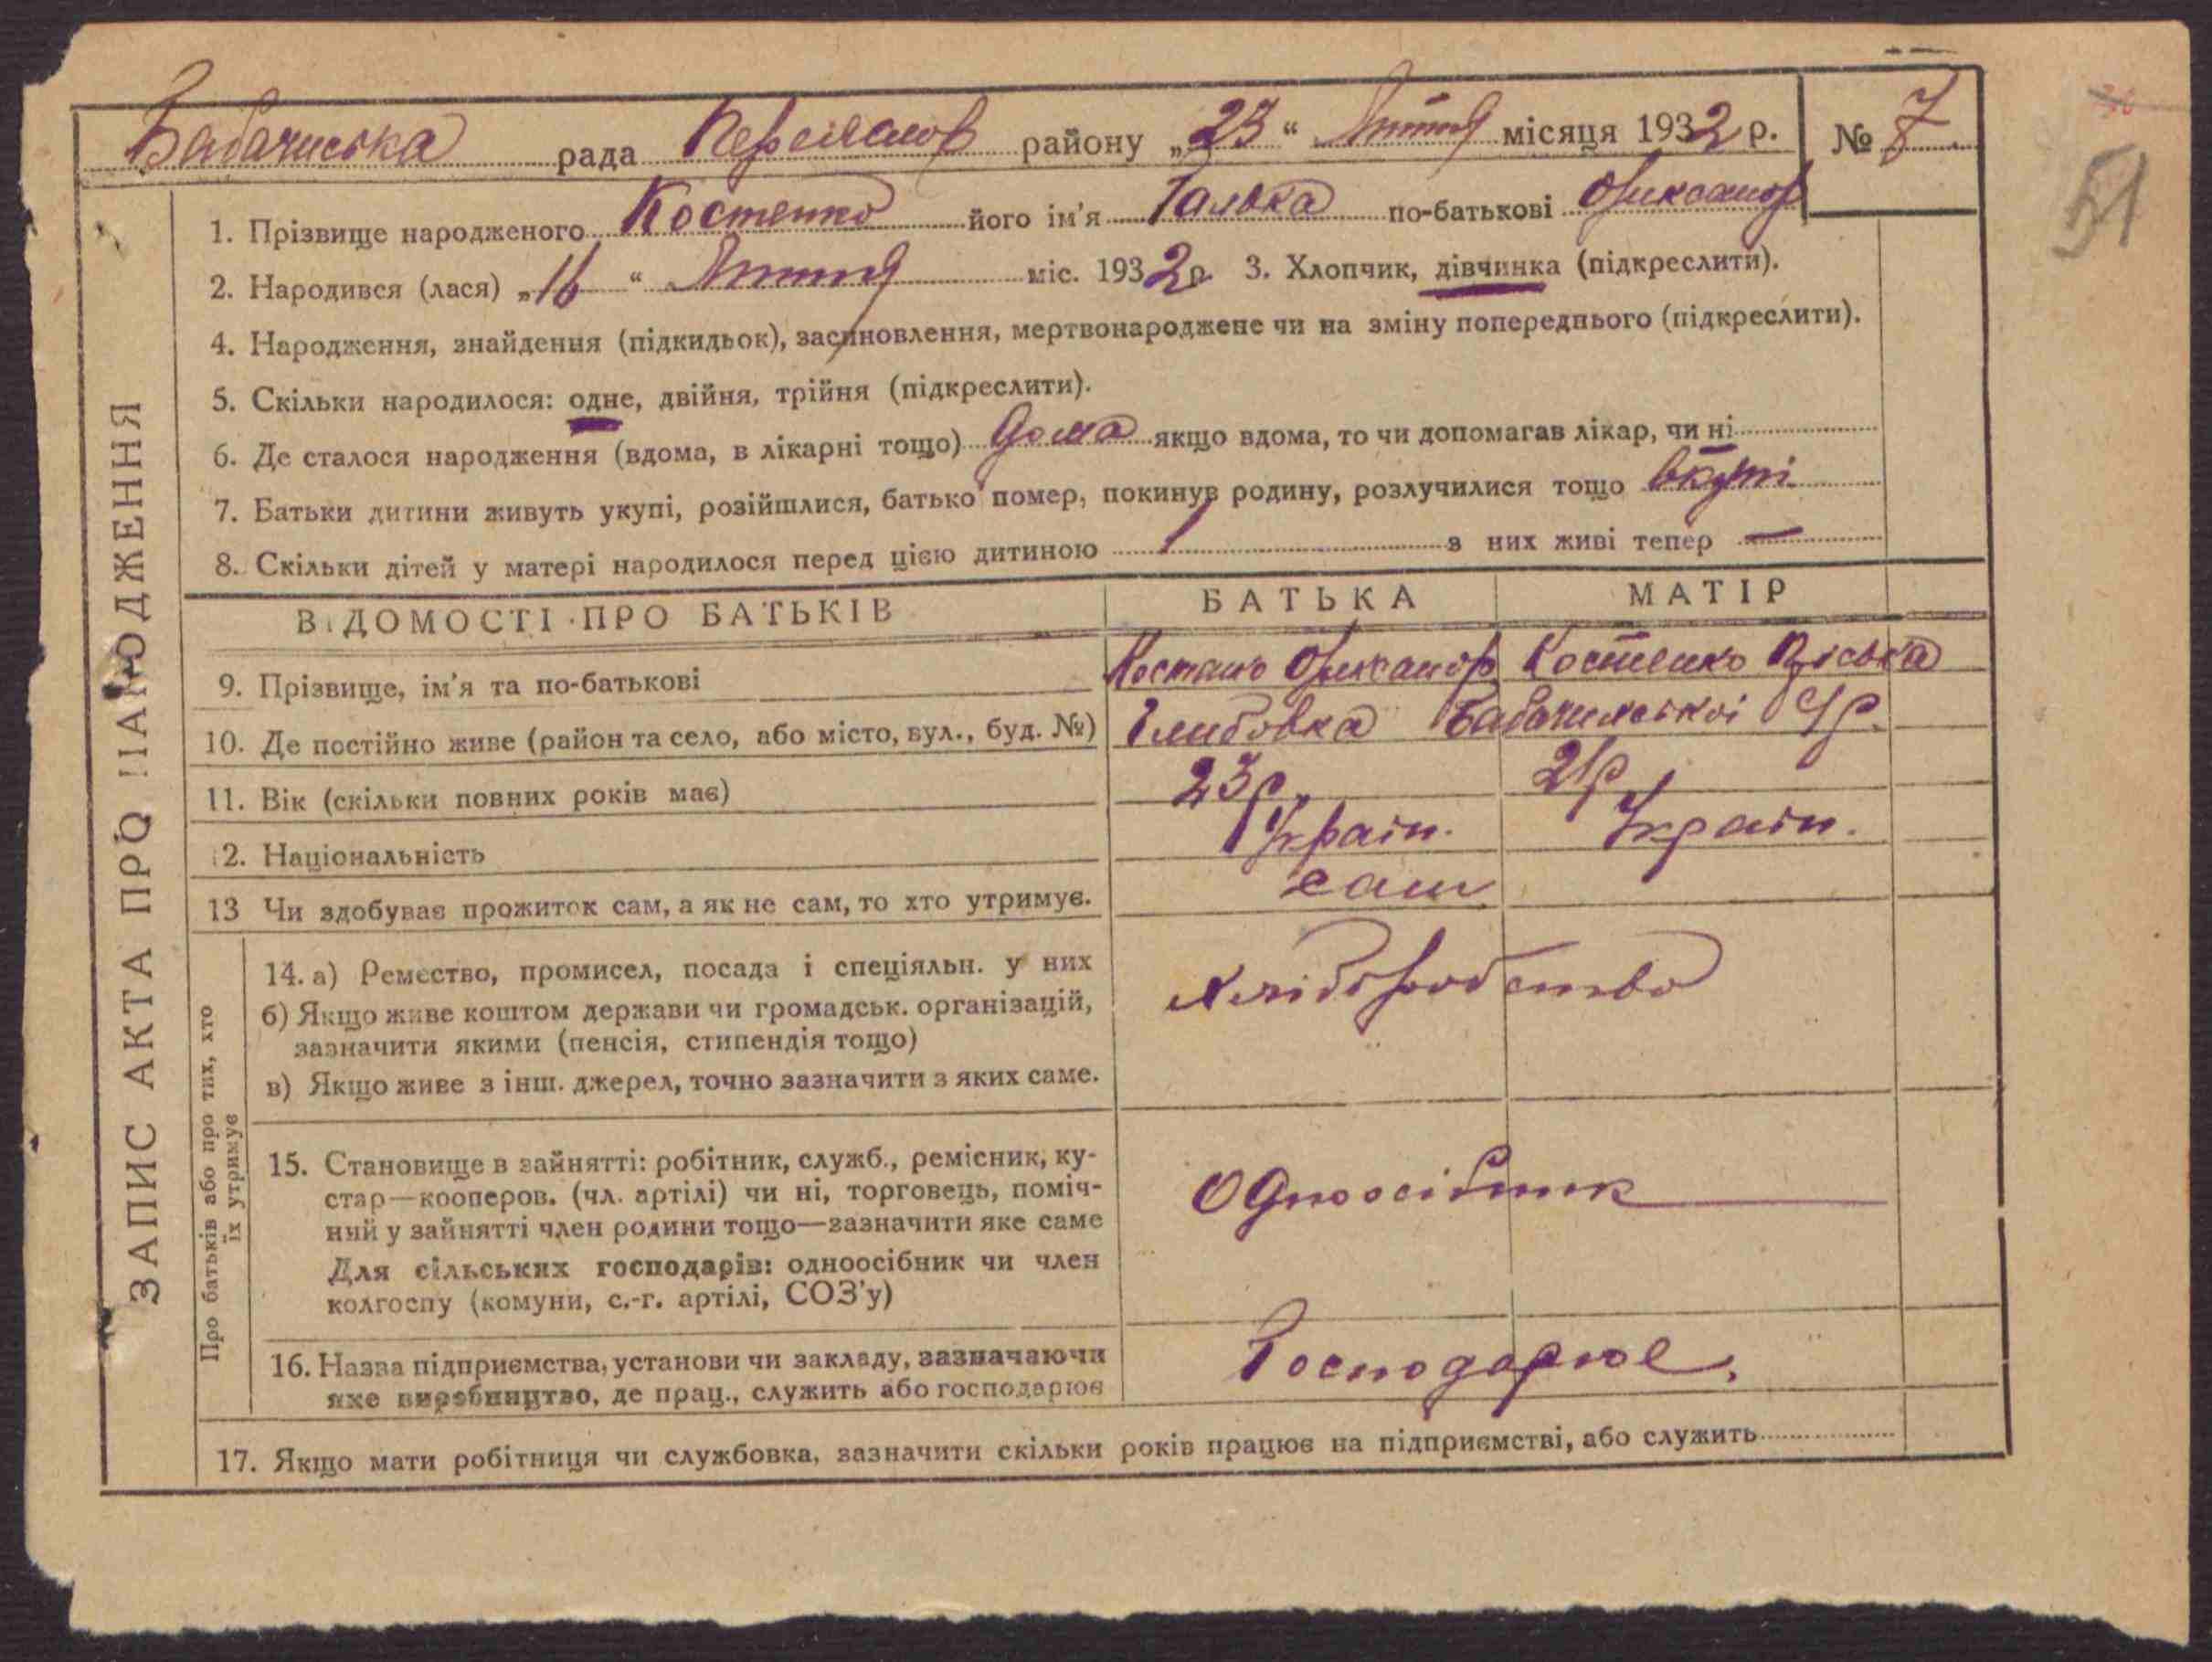 Бабачиська рада района району „23“ Лютня місяця 1932 р. № 7
51
1. Прізвище народженого Костенко його ім'я Галька по-батькові
2. Народився (лася) „16“ Лютня міс. 1932 р. 3. Хлопчик, дівчинка (підкреслити).
4. Народження, знайдення (підкидьок), засиновлення, мертвонароджене чи на зміну попереднього (підкреслити).
5. Скільки народилося: одне, двійня, трійня (підкреслити).
6. Де сталося народження (вдома, в лікарні тощо) Дома якщо вдома, то чи допомагав лікар, чи ні
7. Батьки дитини живуть укупі, розійшлися, батько помер, покинув родину, розлучилися тощо вкупі
8. Скільки дітей у матері народилося перед цією дитиною 1 з них живі тепер —
ВІДОМОСТІ ПРО БАТЬКІВ БАТЬКА МАТІР
9. Прізвище, ім'я та по-батькові Костенко
10. Де постійно живе (район та село, або місто, вул., буд. №) Глибовка
11. Вік (скільки повних років має) 23 р. 21 р
12. Національність Украін. Украін.
13 Чи здобуває прожиток сам, а як не сам, то хто утримує. сам
14. а) Ремество, промисел, посада і спеціяльн. у них Хліборобство
б) Якщо живе коштом держави чи громадськ. організацій,
зазначити якими (пенсія, стипендія тощо)
в) Якщо живе з інш. джерел, точно зазначити з яких саме.
15. Становище в зайнятті: робітник, служб., ремісник, ку-
стар—кооперов. (чл. артілі) чи ні, торговець, поміч- Одноосібник
ний у зайнятті член родини тощо—зазначити яке саме
Для сільських господарів: одноосібник чи член
колгоспу (комуни, с.-г. артілі, СОЗ'у)
16. Назва підприємства, установи чи закладу, зазначаючи Господарює.
яке виробництво, де прац., служить або господарює
17. Якщо мати робітниця чи службовка, зазначити скільки років працює на підприємстві, або служить
ЗАПИС АКТА ПРО НАРОДЖЕННЯ
Про батьків або про тих, хто
їх утримує